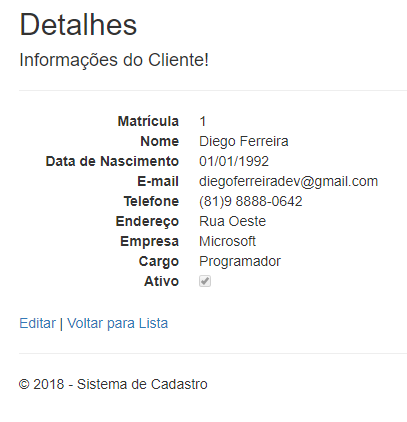 Detalhes
Informações do Cliente!
Matrícula 1
Nome Diego Ferreira
Data de Nascimento 01/01/1992
E-mail diegoferreiradev@gmail.com
Telefone (81)9 8888-0642
Endereço Rua Oeste
Empresa Microsoft
Cargo Programador
Ativo
Editar | Voltar para Lista
© 2018 - Sistema de Cadastro